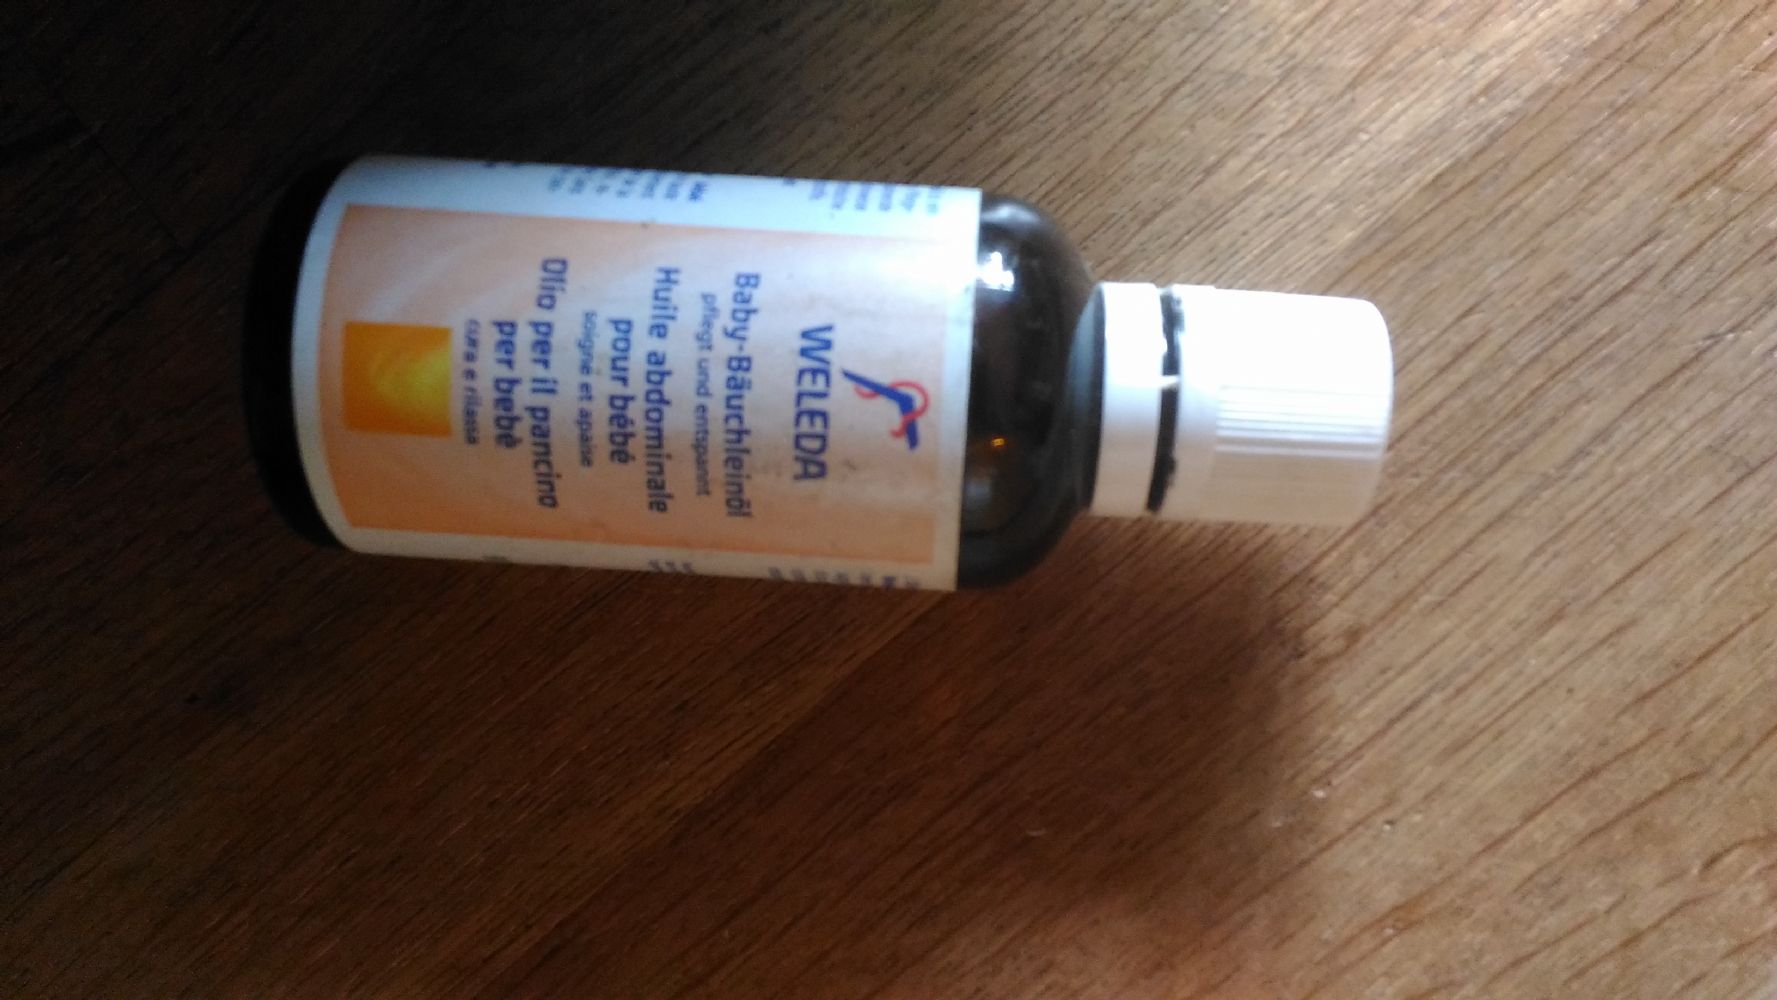 WELEDA
Baby-Bäuchleinöl
pflegt und entspannt
Huile abdominale
pour bébé
soigne et apaise
Olio per il pancino
per bebè
cura e rilassa